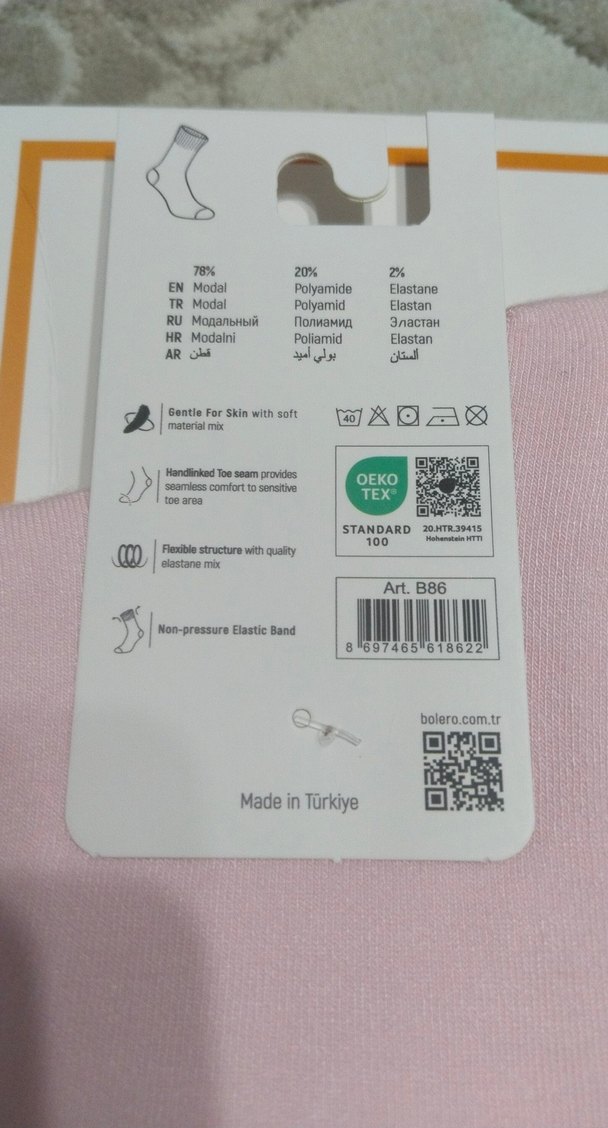 78% 20% 2%
EN Modal Polyamide Elastane
TR Modal Polyamid Elastan
RU Модальный Полиамид Эластан
HR Modalni Poliamid Elastan
AR قطن بولي أميد ألستان
Gentle For Skin with soft
material mix
40
Handlinked Toe seam provides
seamless comfort to sensitive
toe area
OEKO
TEX®
STANDARD
100
20.HTR.39415
Hohenstein HTTI
Flexible structure with quality
elastane mix
Art. B86
8 697465 618622
Non-pressure Elastic Band
bolero.com.tr
Made in Türkiye